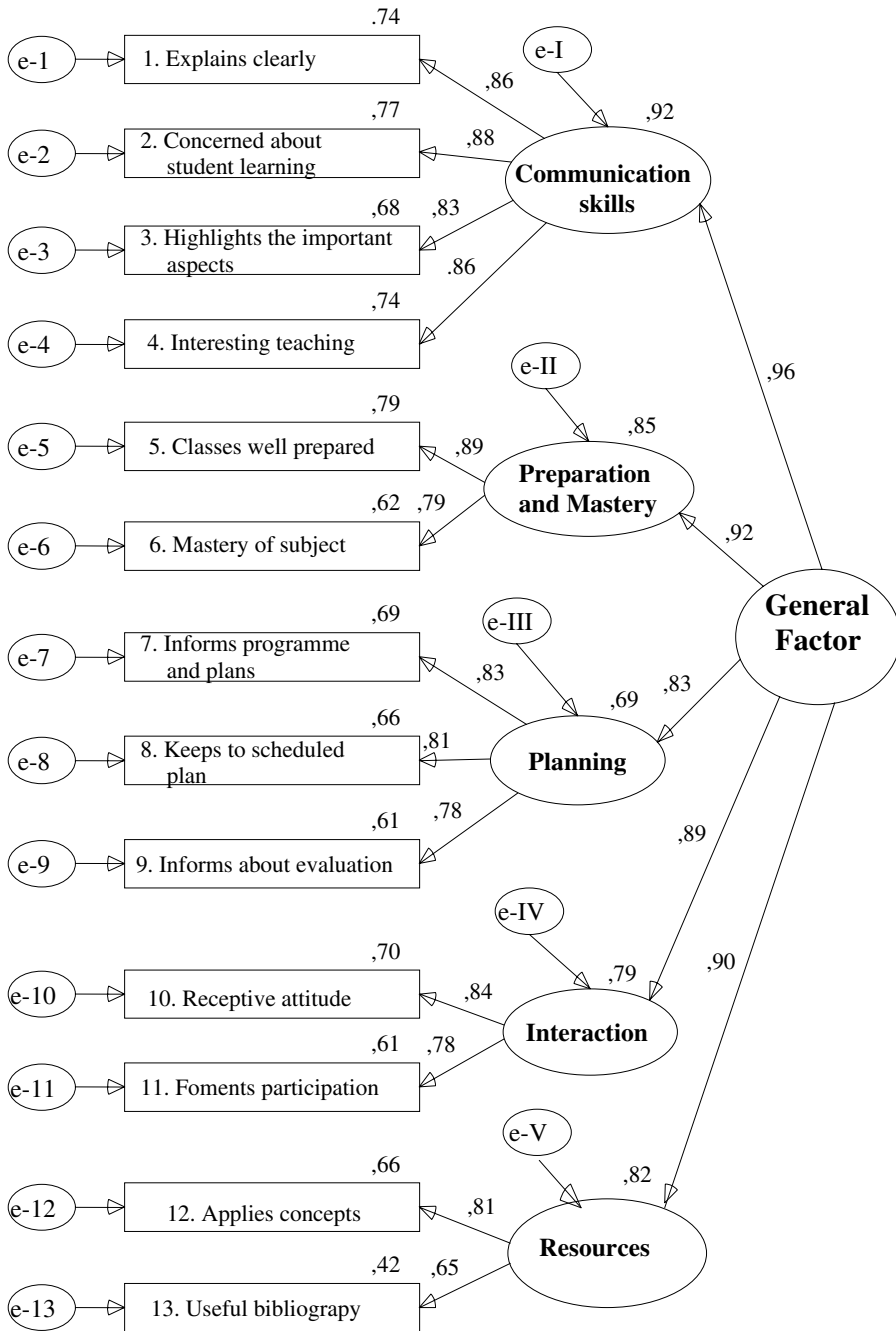 .74
e-1
1. Explains clearly
,86
e-I
,92
,77
e-2
2. Concerned about
student learning
,88
Communication
skills
,68
,83
e-3
3. Highlights the important
aspects
.86
,74
e-4
4. Interesting teaching
,96
e-II
,85
,79
e-5
5. Classes well prepared
,89
Preparation
and Mastery
,62
,79
e-6
6. Mastery of subject
,92
General
Factor
,69
e-7
7. Informs programme
and plans
,83
e-III
,69
,83
,66
e-8
8. Keeps to scheduled
plan
,81
Planning
,61
,78
e-9
9. Informs about evaluation
,89
e-IV
,79
,90
,70
e-10
10. Receptive attitude
,84
Interaction
,61
,78
e-11
11. Foments participation
e-V
,82
,66
e-12
12. Applies concepts
,81
Resources
,42
,65
e-13
13. Useful bibliograpy